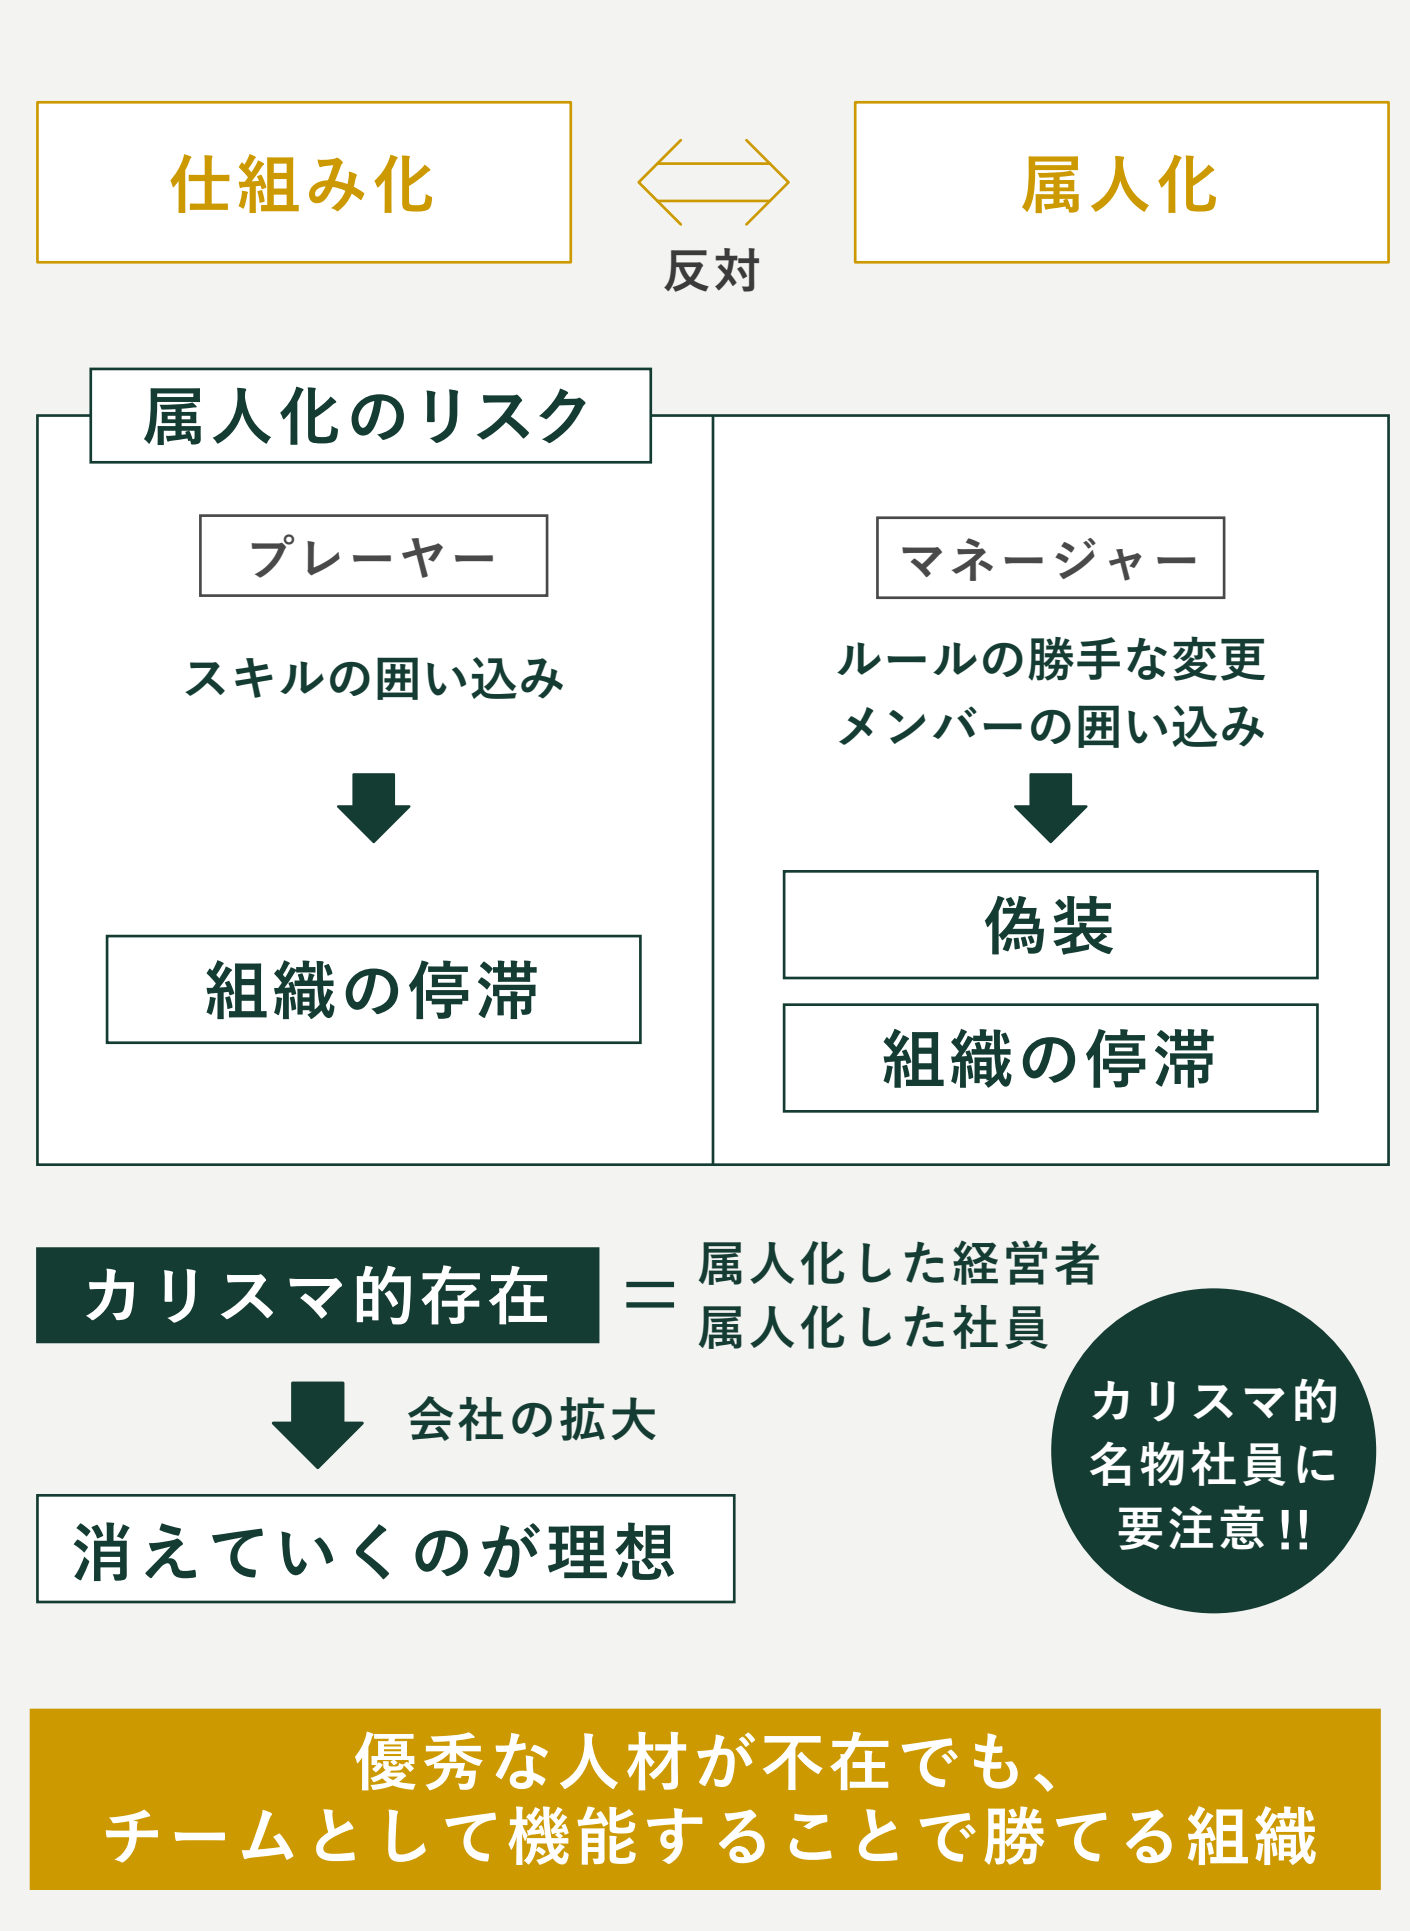 仕組み化
反対
属人化
属人化のリスク
プレーヤー
スキルの囲い込み
組織の停滞
マネージャー
ルールの勝手な変更
メンバーの囲い込み
偽装
組織の停滞
カリスマ的存在
＝
属人化した経営者
属人化した社員
会社の拡大
消えていくのが理想
カリスマ的
名物社員に
要注意!!
優秀な人材が不在でも、
チームとして機能することで勝てる組織